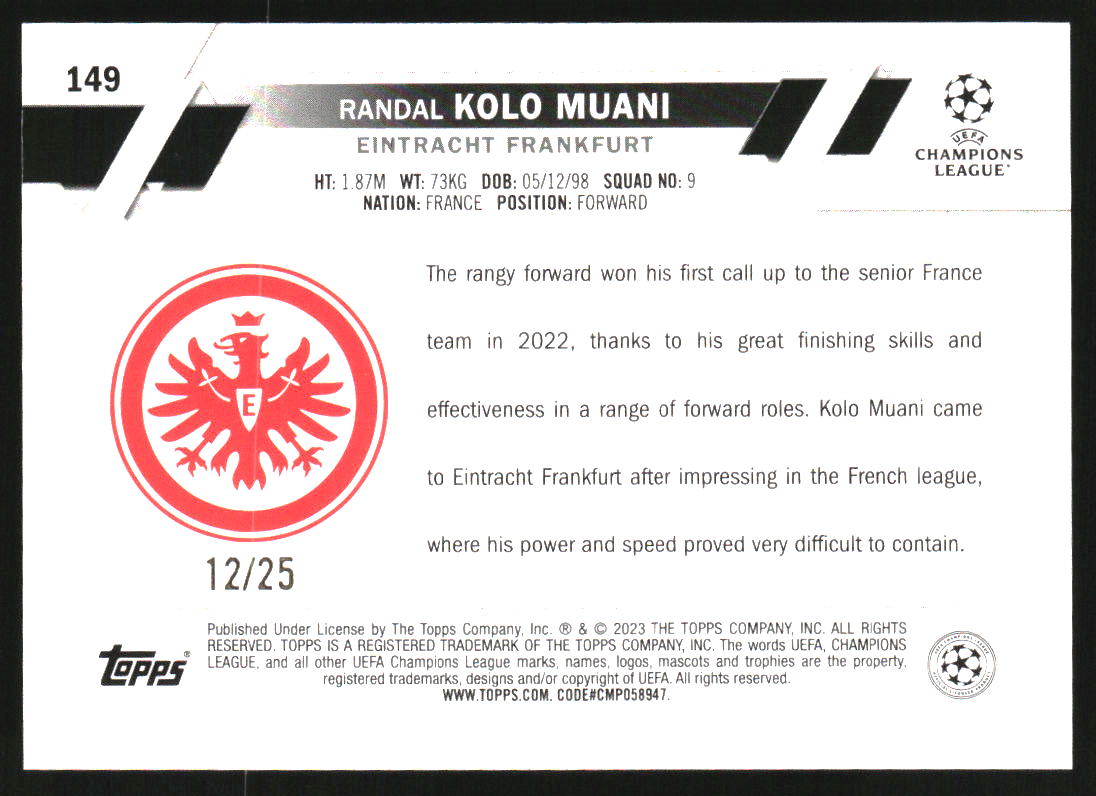 149
RANDAL KOLO MUANI
EINTRACHT FRANKFURT
HT: 1.87M WT: 73KG DOB: 05/12/98 SQUAD NO: 9
NATION: FRANCE POSITION: FORWARD
UEFA
CHAMPIONS
LEAGUE
The rangy forward won his first call up to the senior France
team in 2022, thanks to his great finishing skills and
effectiveness in a range of forward roles. Kolo Muani came
to Eintracht Frankfurt after impressing in the French league,
where his power and speed proved very difficult to contain.
E
12/25
Published Under License by The Topps Company, Inc. ® & © 2023 THE TOPPS COMPANY, INC. ALL RIGHTS
RESERVED. TOPPS IS A REGISTERED TRADEMARK OF THE TOPPS COMPANY, INC. The words UEFA, CHAMPIONS
LEAGUE, and all other UEFA Champions League marks, names, logos, mascots and trophies are the property,
registered trademarks, designs and/or copyright of UEFA. All rights reserved.
WWW.TOPPS.COM. CODE#CMP058947.
topps®